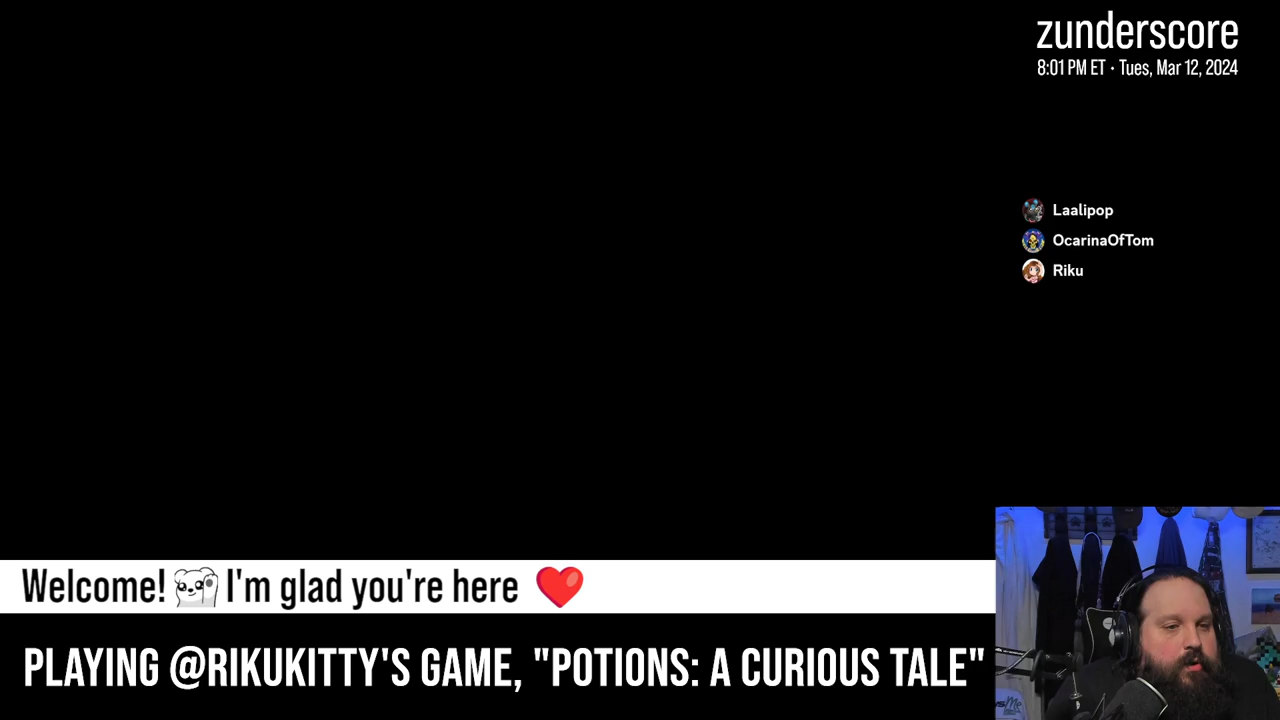 zunderscore
8:01 PM ET · Tues, Mar 12, 2024
Laalipop
OcarinaOfTom
Riku
Welcome! I'm glad you're here
PLAYING @RIKUKITTY'S GAME, "POTIONS: A CURIOUS TALE"